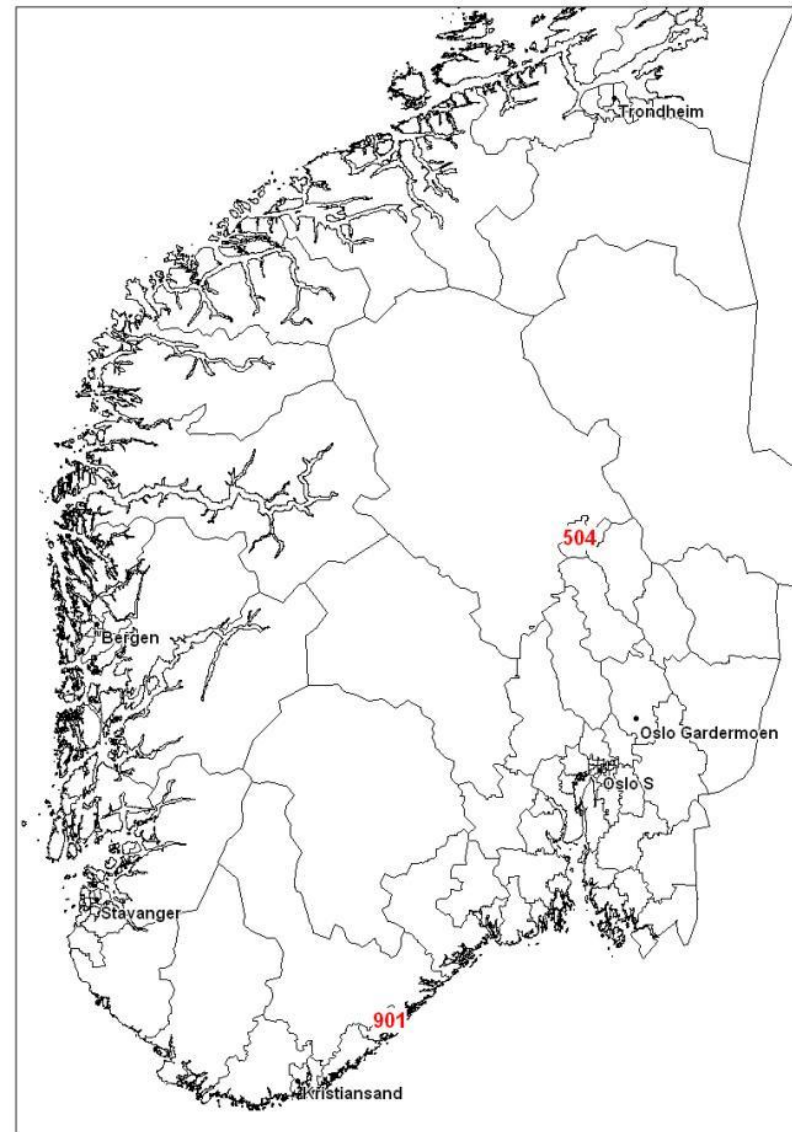 Trondheim
504
Bergen
Oslo Gardermoen
Oslo S
Stavanger
901
Kristiansand